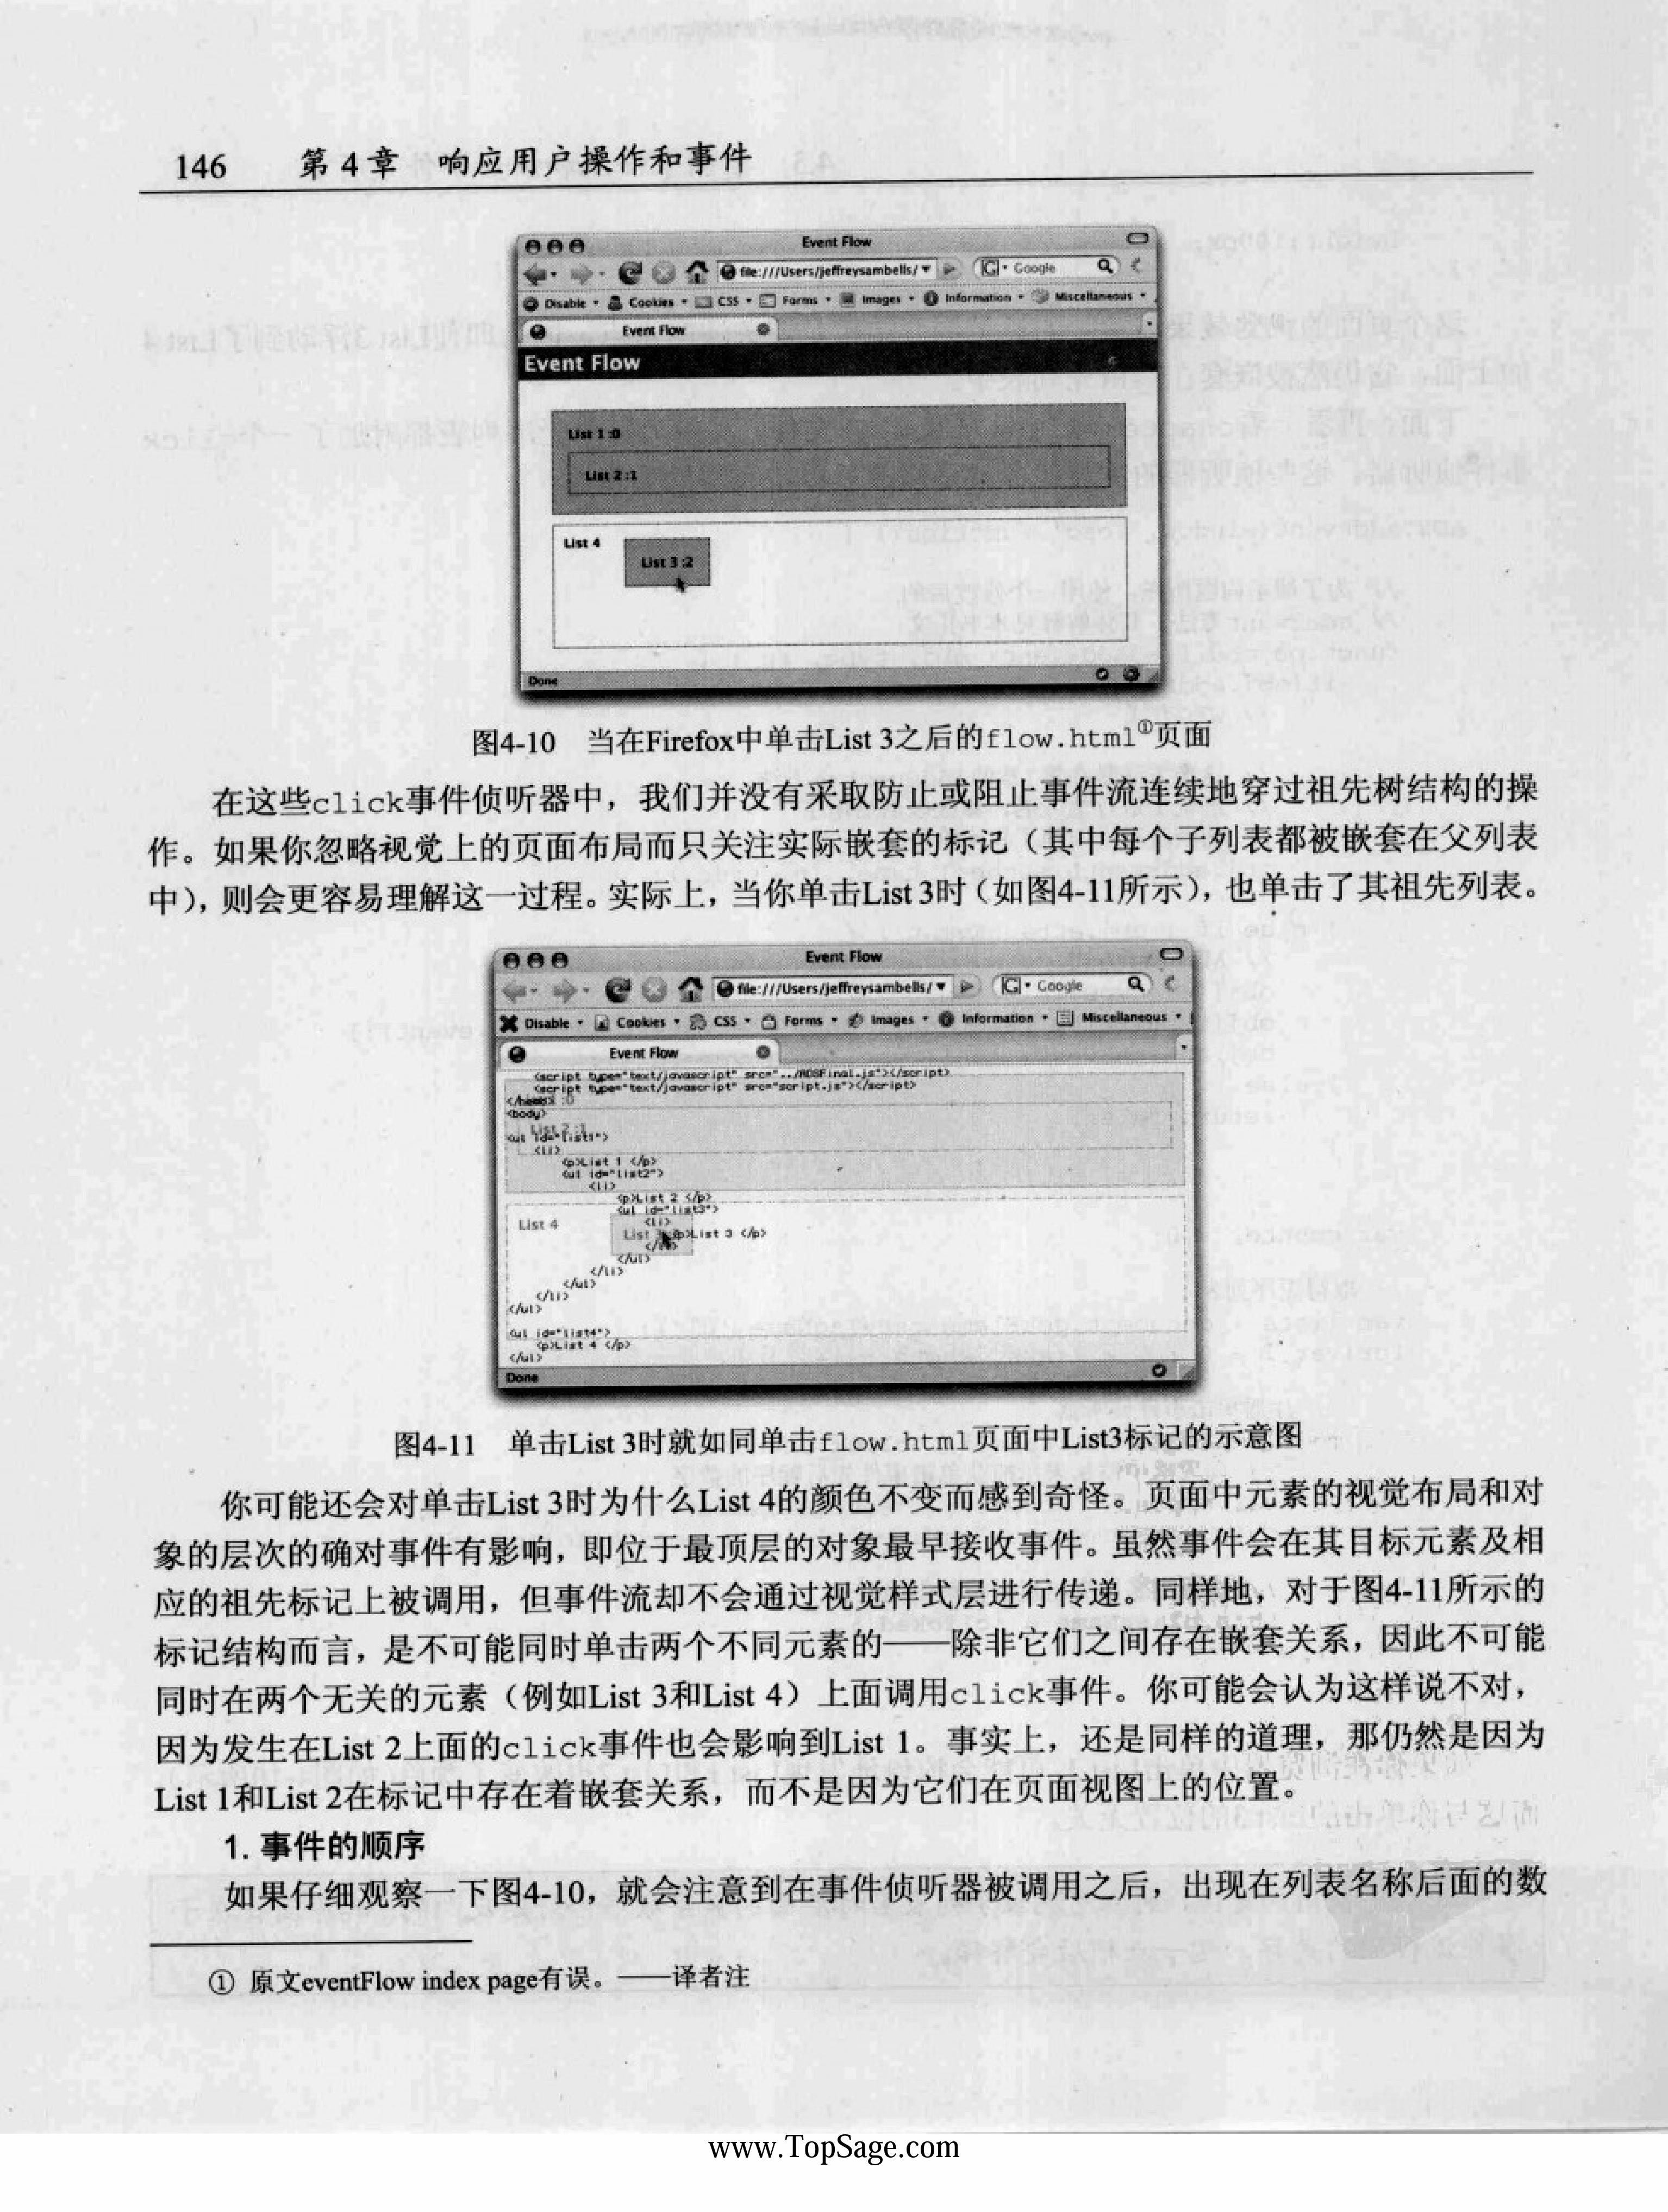 146 第 4 章 响应用户操作和事件
Event Flow
file:///Users/jeffreysambells/ G Google
Disable Cookies CSS Forms Images Information Miscellaneous
Event Flow
Event Flow
List 1 :0
List 2 :1
List 4
List 3 :2
Done
图4-10 当在Firefox中单击List 3之后的flow.html①页面
在这些click事件侦听器中，我们并没有采取防止或阻止事件流连续地穿过祖先树结构的操
作。如果你忽略视觉上的页面布局而只关注实际嵌套的标记（其中每个子列表都被嵌套在父列表
中），则会更容易理解这一过程。实际上，当你单击List 3时（如图4-11所示），也单击了其祖先列表。
Event Flow
file:///Users/jeffreysambells/ G Google
Disable Cookies CSS Forms Images Information Miscellaneous
Event Flow
<script type="text/javascript" src="../ADSFinal.js"></script>
<script type="text/javascript" src="script.js"></script>
</head> :0
<body>
List 2 :1
<ul id="list1">
<li>
<p>List 1 </p>
<ul id="list2">
<li>
<p>List 2 </p>
<ul id="list3">
List 4 <li>
List <p>List 3 </p>
</li>
</ul>
</li>
</ul>
</li>
</ul>
<ul id="list4">
<p>List 4 </p>
</ul>
Done
图4-11 单击List 3时就如同单击flow.html页面中List3标记的示意图
你可能还会对单击List 3时为什么List 4的颜色不变而感到奇怪。页面中元素的视觉布局和对
象的层次的确对事件有影响，即位于最顶层的对象最早接收事件。虽然事件会在其目标元素及相
应的祖先标记上被调用，但事件流却不会通过视觉样式层进行传递。同样地，对于图4-11所示的
标记结构而言，是不可能同时单击两个不同元素的——除非它们之间存在嵌套关系，因此不可能
同时在两个无关的元素（例如List 3和List 4）上面调用click事件。你可能会认为这样说不对，
因为发生在List 2上面的click事件也会影响到List 1。事实上，还是同样的道理，那仍然是因为
List 1和List 2在标记中存在着嵌套关系，而不是因为它们在页面视图上的位置。
1. 事件的顺序
如果仔细观察一下图4-10，就会注意到在事件侦听器被调用之后，出现在列表名称后面的数
① 原文eventFlow index page有误。——译者注
www.TopSage.com